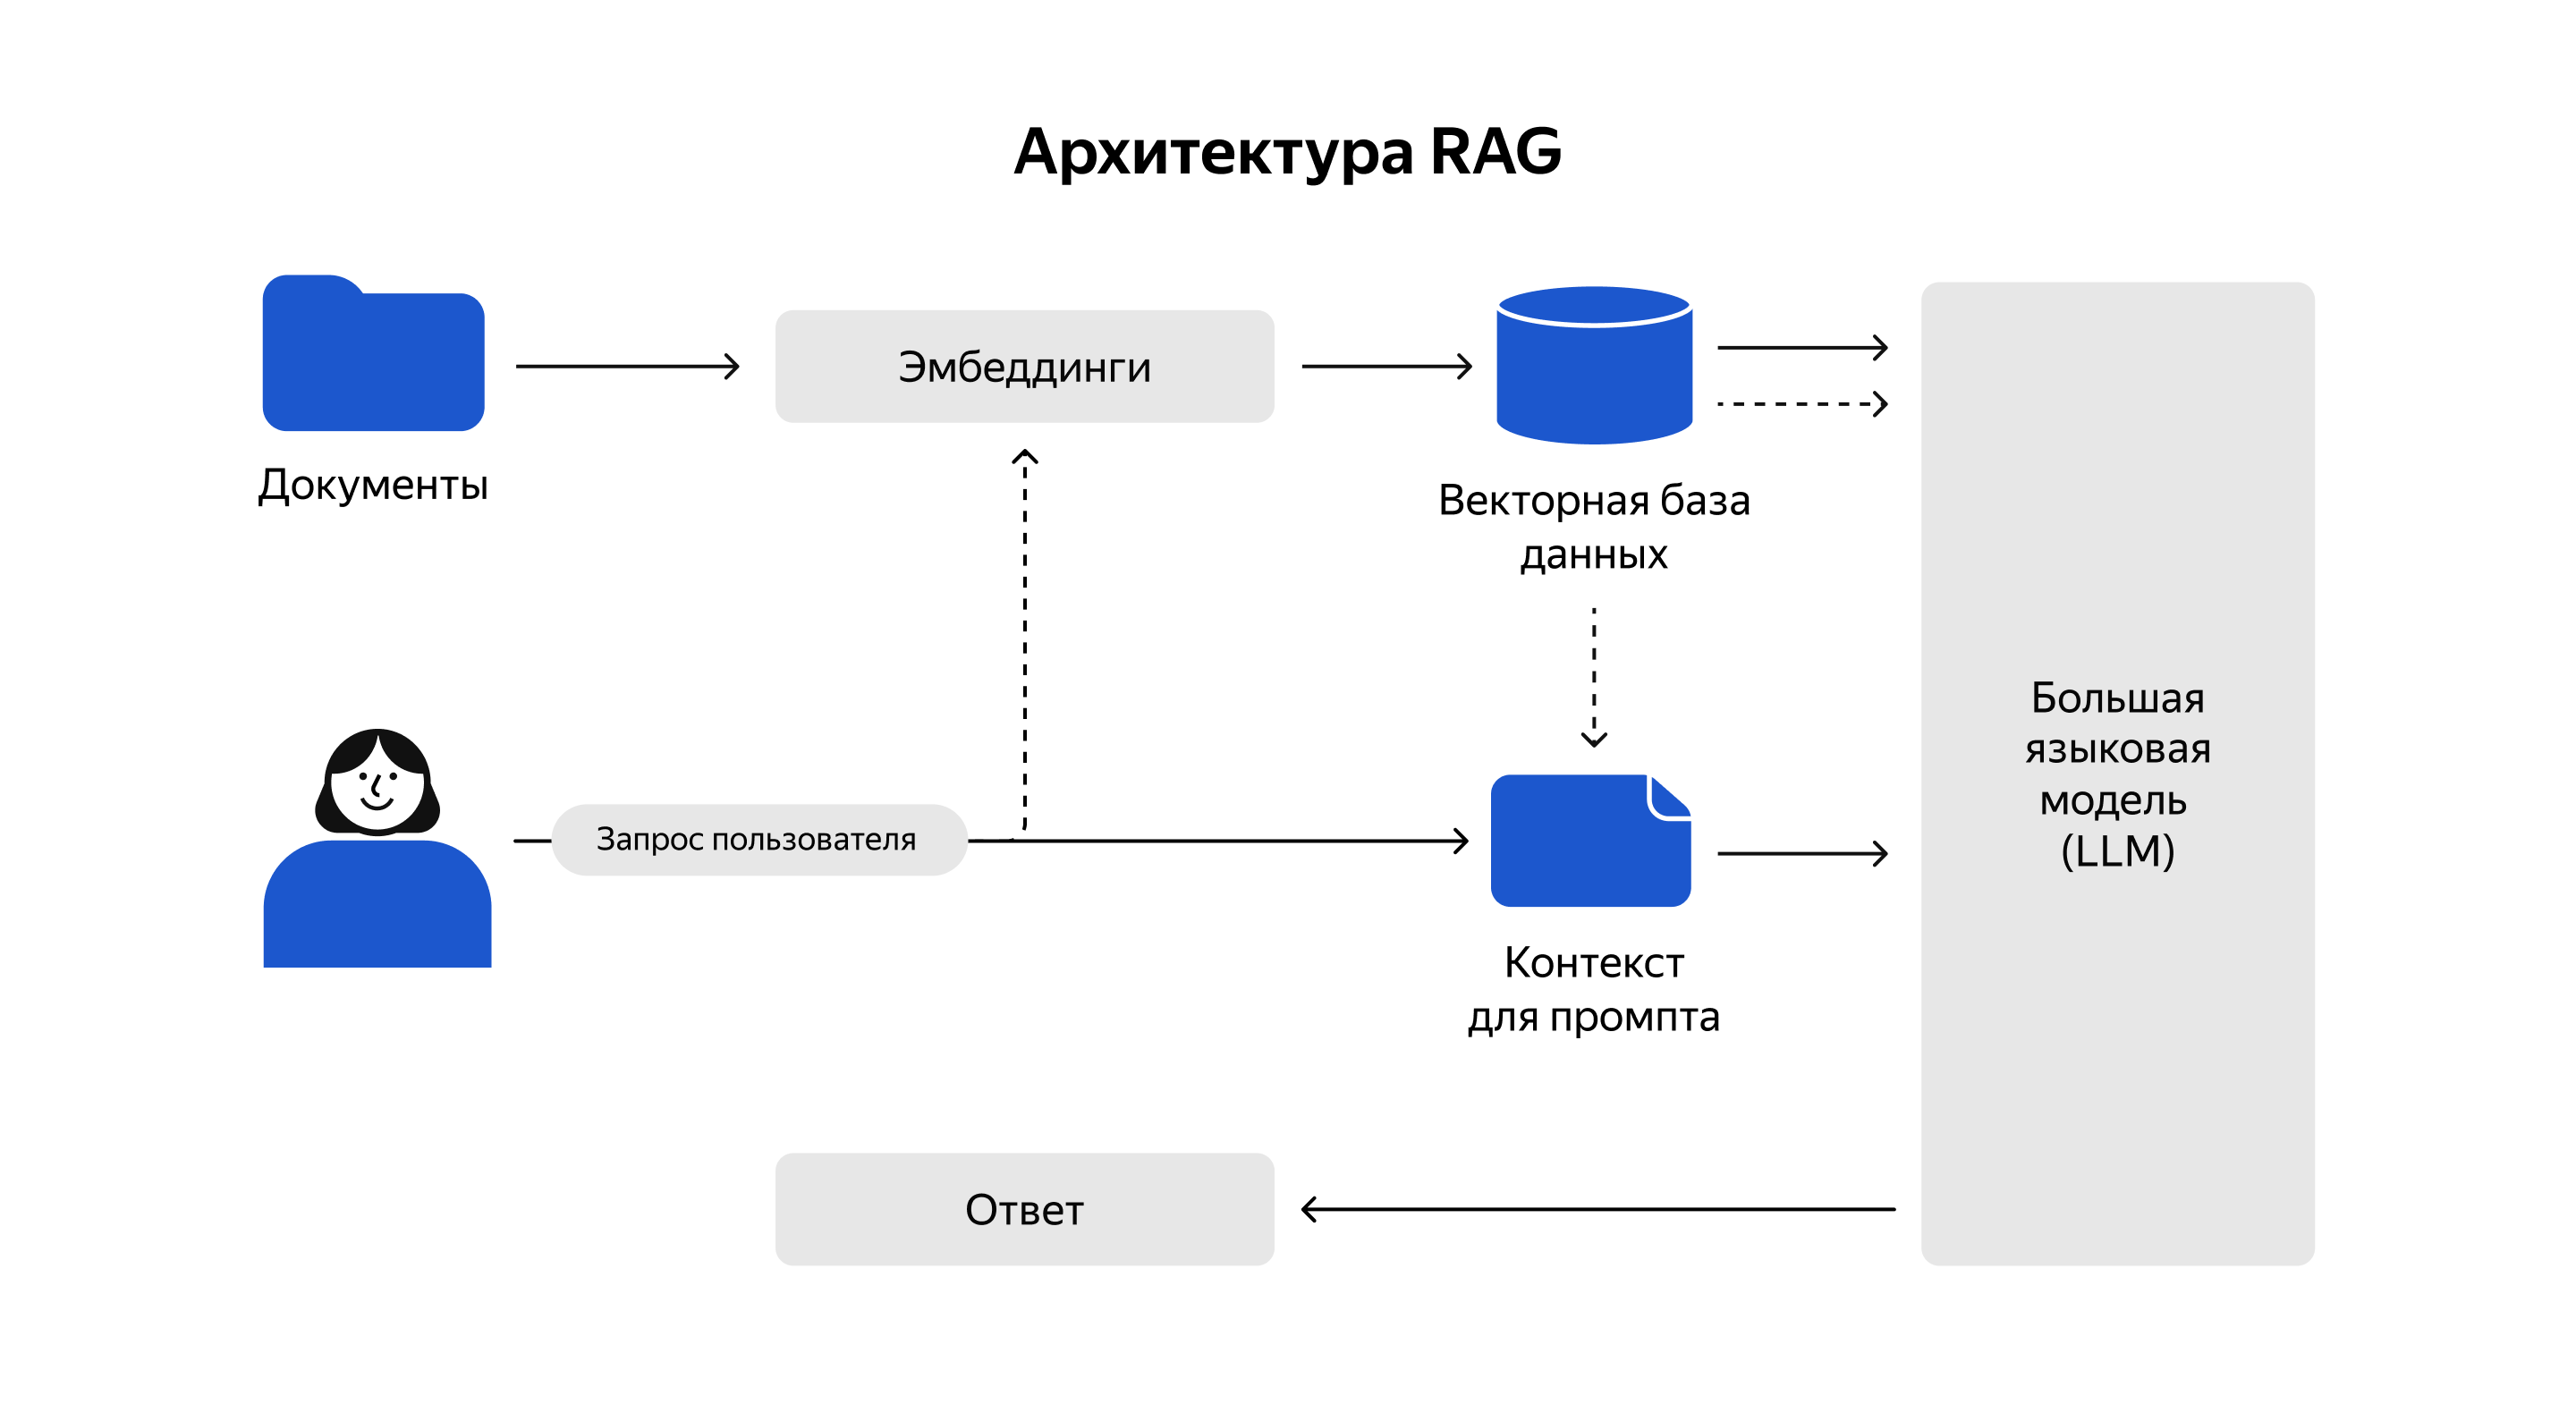 Архитектура RAG
Эмбеддинги
Документы
Векторная база
данных
Большая
языковая
модель
(LLM)
Запрос пользователя
Контекст
для промпта
Ответ